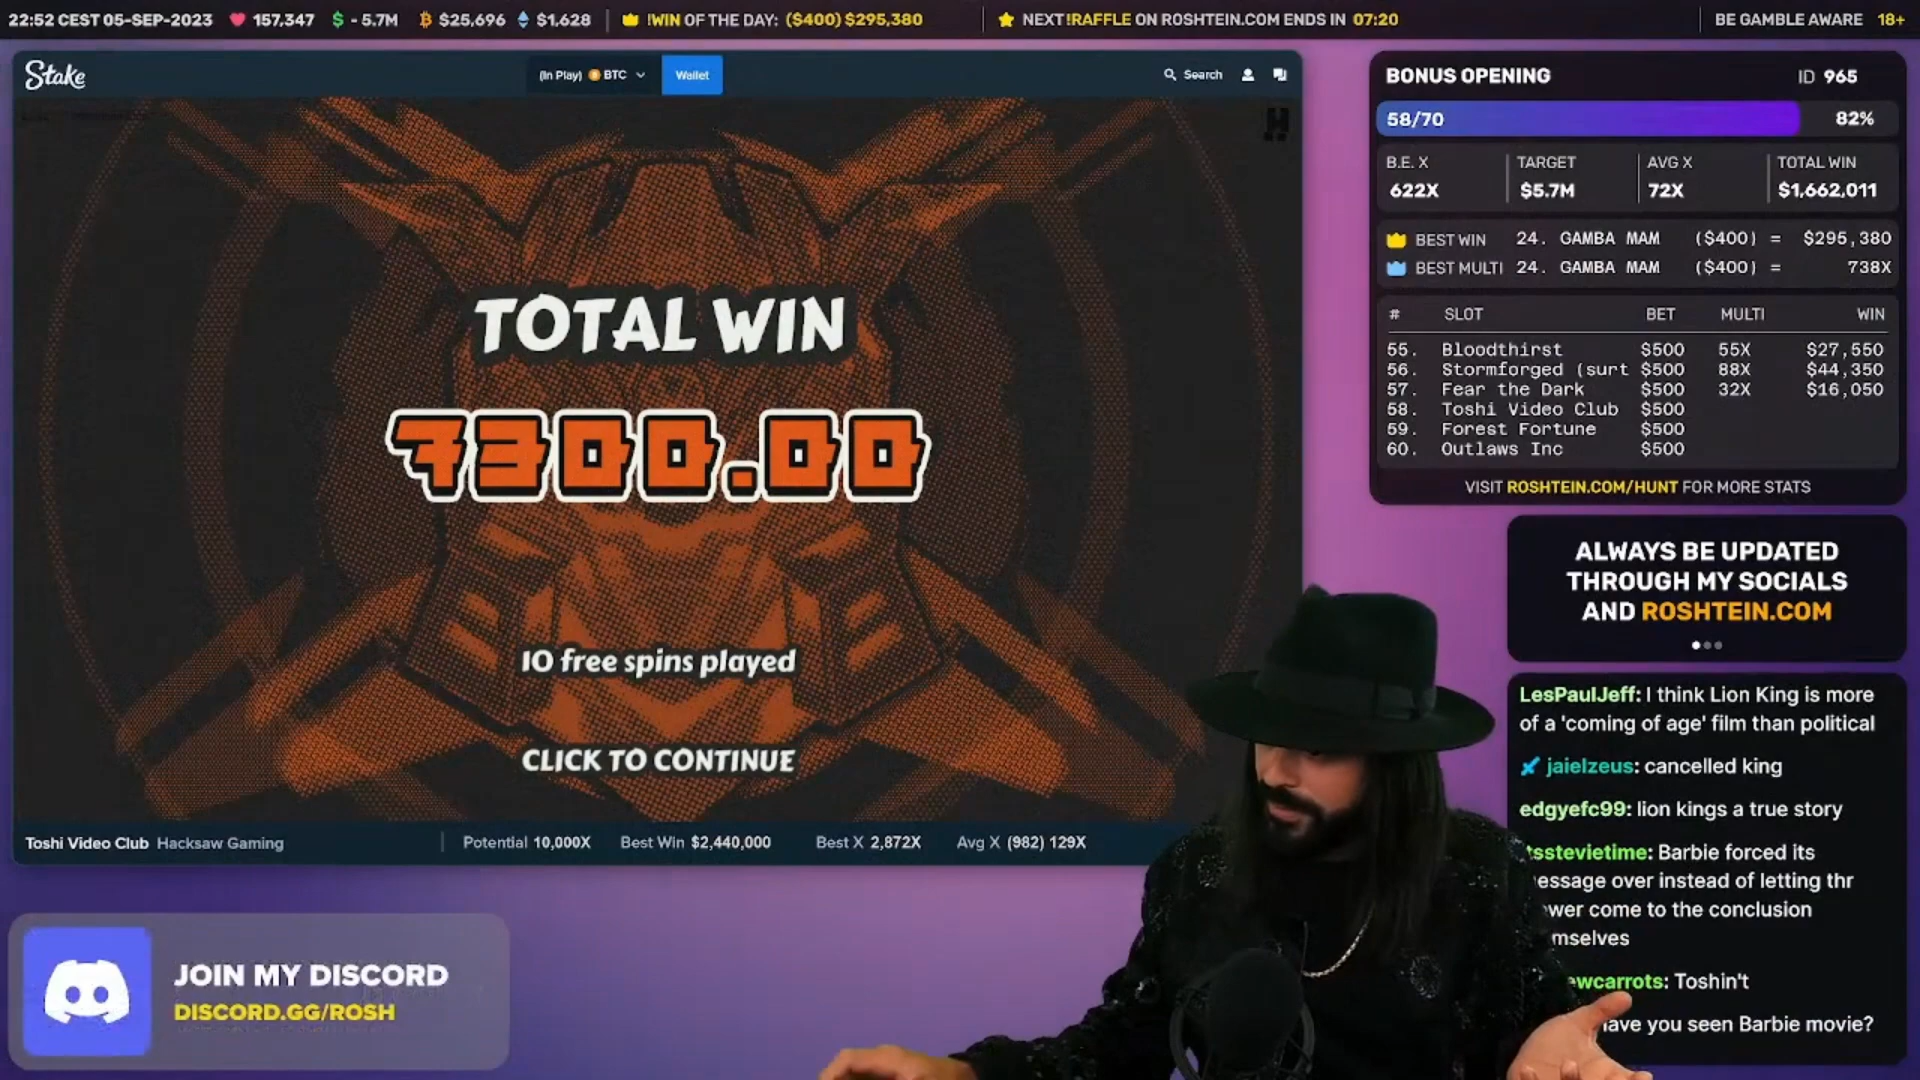 22:52 CEST 05-SEP-2023 157,347 $ - 5.7M $25,696 $1,628 !WIN OF THE DAY: ($400) $295,380 NEXT !RAFFLE ON ROSHTEIN.COM ENDS IN 07:20 BE GAMBLE AWARE 18+
Stake (In Play) BTC Wallet Search
TOTAL WIN
7300.00
10 free spins played
CLICK TO CONTINUE
Toshi Video Club Hacksaw Gaming Potential 10,000X Best Win $2,440,000 Best X 2,872X Avg X (982) 129X
JOIN MY DISCORD
DISCORD.GG/ROSH
BONUS OPENING ID 965
58/70 82%
B.E. X TARGET AVG X TOTAL WIN
622X $5.7M 72X $1,662,011
BEST WIN 24. GAMBA MAM ($400) = $295,380
BEST MULTI 24. GAMBA MAM ($400) = 738X
# SLOT BET MULTI WIN
55. Bloodthirst $500 55X $27,550
56. Stormforged (surt $500 88X $44,350
57. Fear the Dark $500 32X $16,050
58. Toshi Video Club $500
59. Forest Fortune $500
60. Outlaws Inc $500
VISIT ROSHTEIN.COM/HUNT FOR MORE STATS
ALWAYS BE UPDATED
THROUGH MY SOCIALS
AND ROSHTEIN.COM
LesPaulJeff: I think Lion King is more
of a 'coming of age' film than political
jaielzeus: cancelled king
edgyefc99: lion kings a true story
Barbie forced its
over instead of letting thr
come to the conclusion
Toshin't
have you seen Barbie movie?